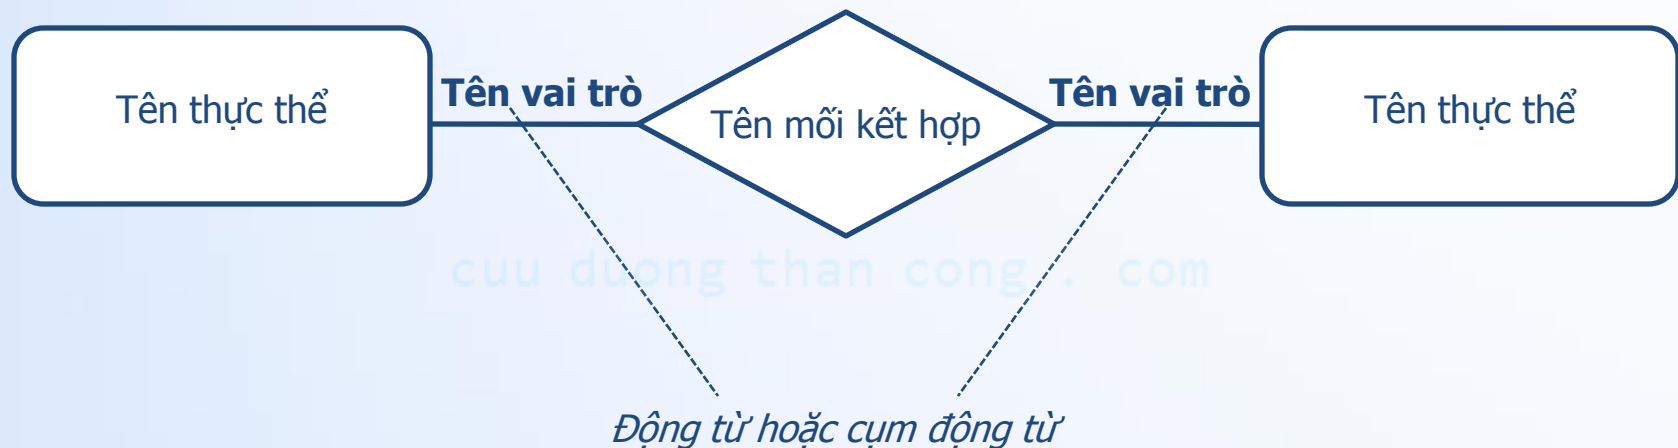 Tên thực thể
Tên vai trò
Tên mối kết hợp
Tên vai trò
Tên thực thể
cuu duong than cong . com
Động từ hoặc cụm động từ